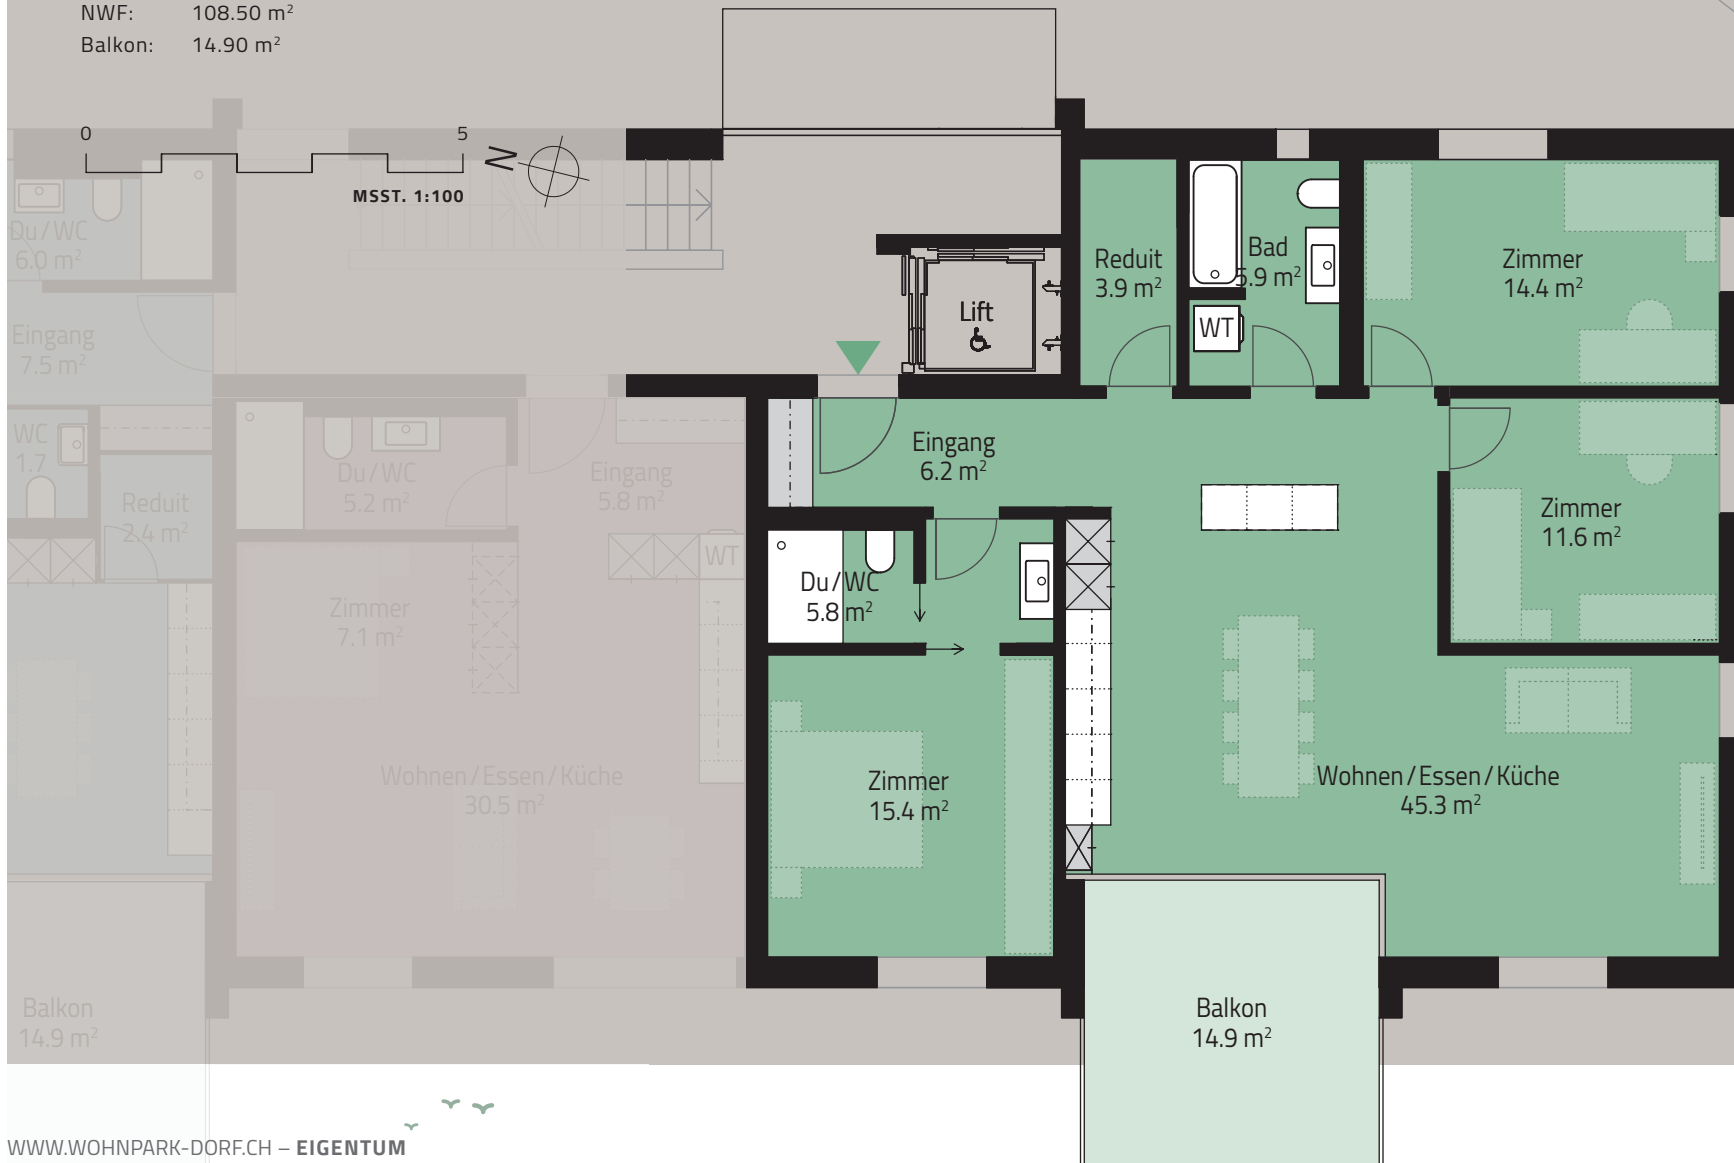 NWF: 108.50 m²
Balkon: 14.90 m²
0 5
N
MSST. 1:100
Du/WC
6.0 m²
Eingang
7.5 m²
WC
1.7
Reduit
2.4 m²
Du/WC
5.2 m²
Eingang
5.8 m²
WT
Zimmer
7.1 m²
Wohnen/Essen/Küche
30.5 m²
Balkon
14.9 m²
Lift
Reduit
3.9 m²
Bad
5.9 m²
WT
Zimmer
14.4 m²
Eingang
6.2 m²
Zimmer
11.6 m²
Du/WC
5.8 m²
Zimmer
15.4 m²
Wohnen/Essen/Küche
45.3 m²
Balkon
14.9 m²
WWW.WOHNPARK-DORF.CH – EIGENTUM